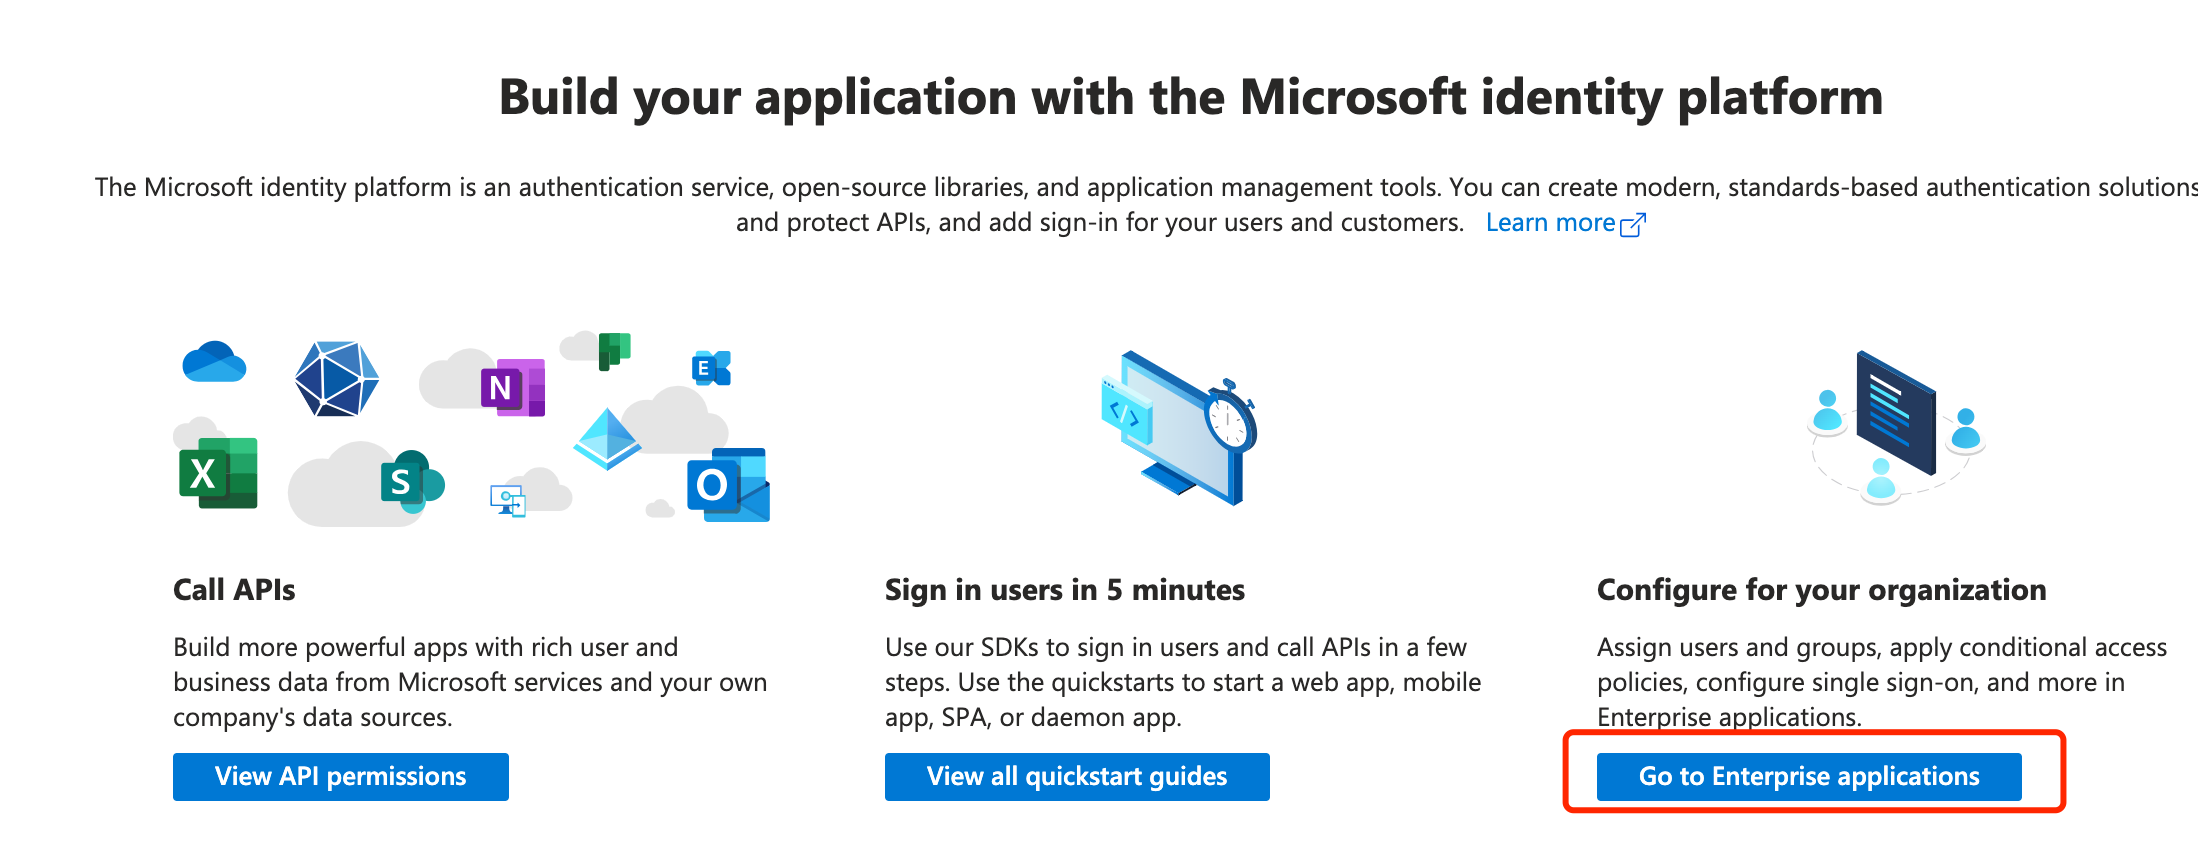 Build your application with the Microsoft identity platform
The Microsoft identity platform is an authentication service, open-source libraries, and application management tools. You can create modern, standards-based authentication solutions
and protect APIs, and add sign-in for your users and customers. Learn more
N
E
X
S
O
</>
Call APIs
Build more powerful apps with rich user and
business data from Microsoft services and your own
company's data sources.
View API permissions
Sign in users in 5 minutes
Use our SDKs to sign in users and call APIs in a few
steps. Use the quickstarts to start a web app, mobile
app, SPA, or daemon app.
View all quickstart guides
Configure for your organization
Assign users and groups, apply conditional access
policies, configure single sign-on, and more in
Enterprise applications.
Go to Enterprise applications